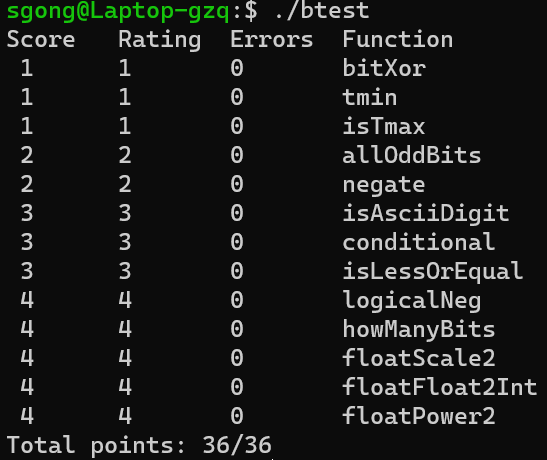 sgong@Laptop-gzq:$ ./btest
Score Rating Errors Function
1 1 0 bitXor
1 1 0 tmin
1 1 0 isTmax
2 2 0 allOddBits
2 2 0 negate
3 3 0 isAsciiDigit
3 3 0 conditional
3 3 0 isLessOrEqual
4 4 0 logicalNeg
4 4 0 howManyBits
4 4 0 floatScale2
4 4 0 floatFloat2Int
4 4 0 floatPower2
Total points: 36/36